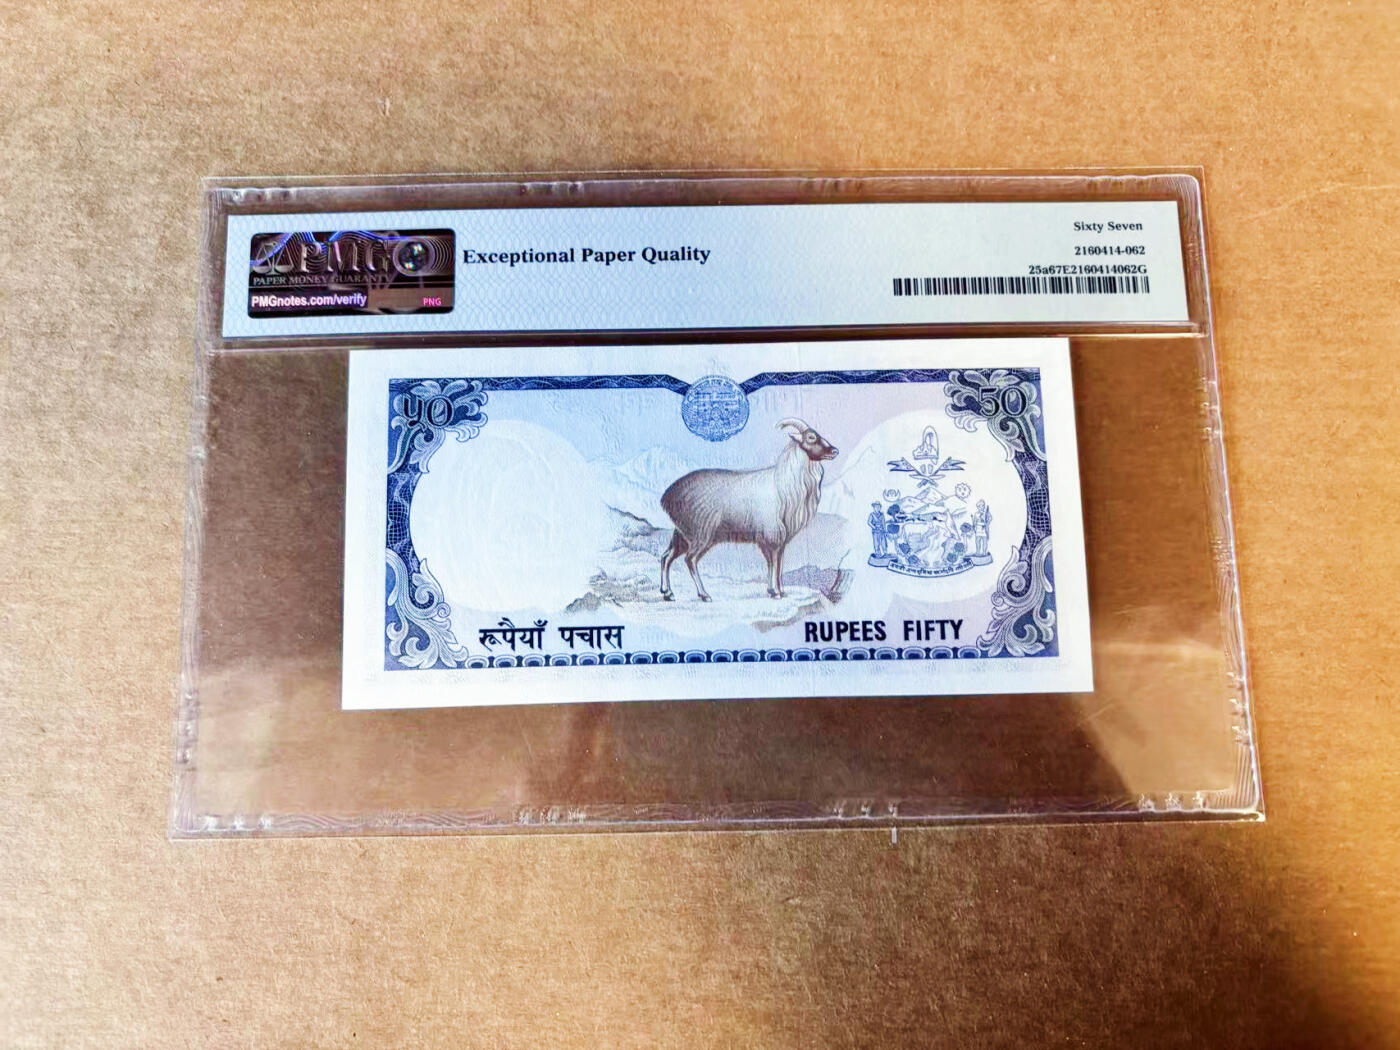 PMG
PAPER MONEY GUARANTY
PMGnotes.com/verify
PNG
Exceptional Paper Quality
Sixty Seven
2160414-062
25a67E2160414062G
५0
50
रूपैयाँ पचास
RUPEES FIFTY